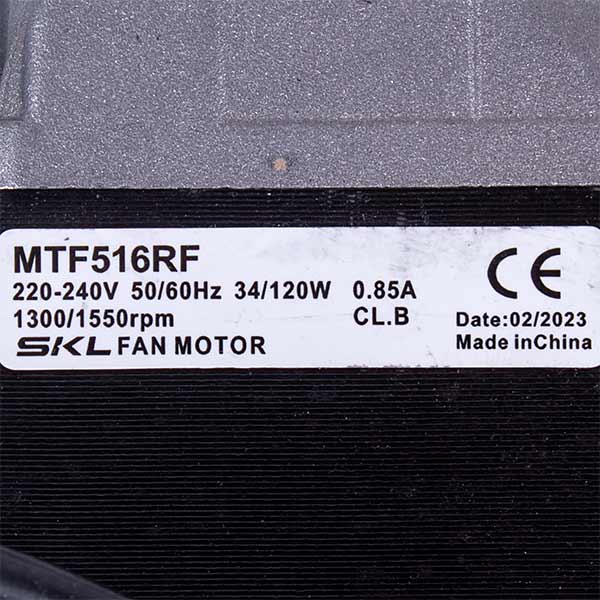 MTF516RF
220-240V 50/60Hz 34/120W 0.85A
1300/1550rpm CL.B
SKL FAN MOTOR
CE
Date:02/2023
Made inChina